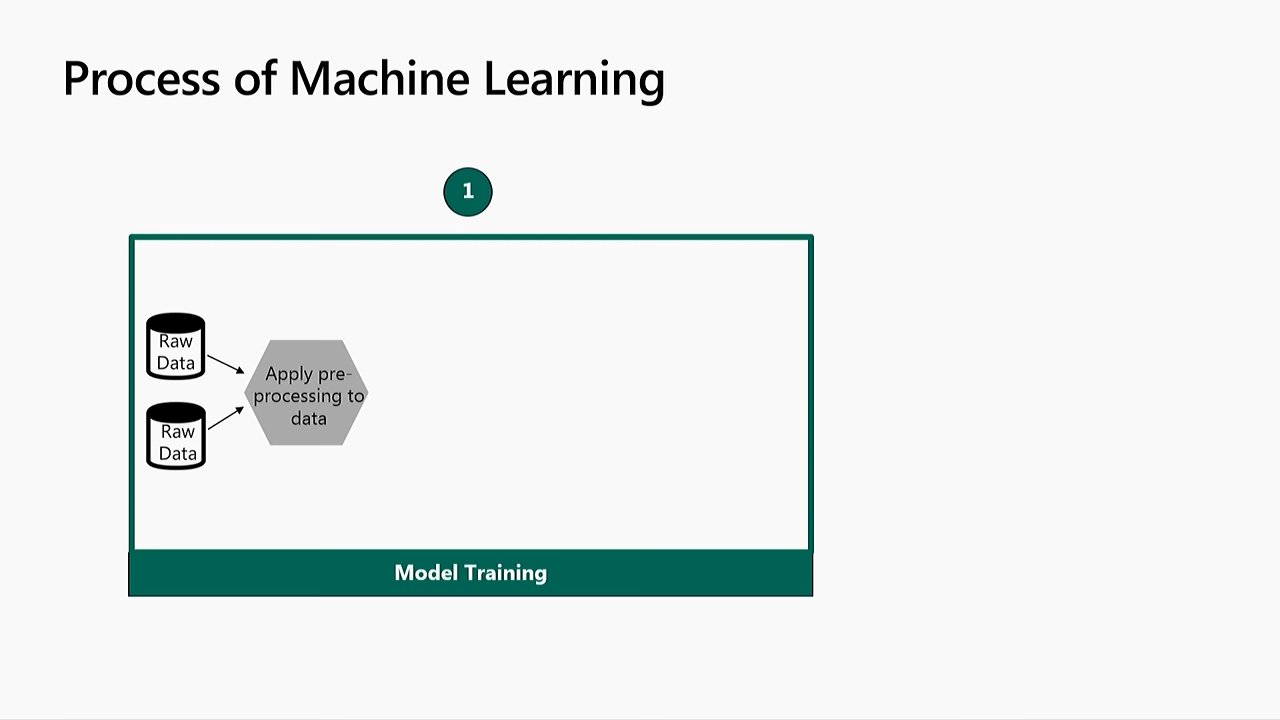 Process of Machine Learning
1
Raw
Data
Apply pre-
processing to
data
Raw
Data
Model Training